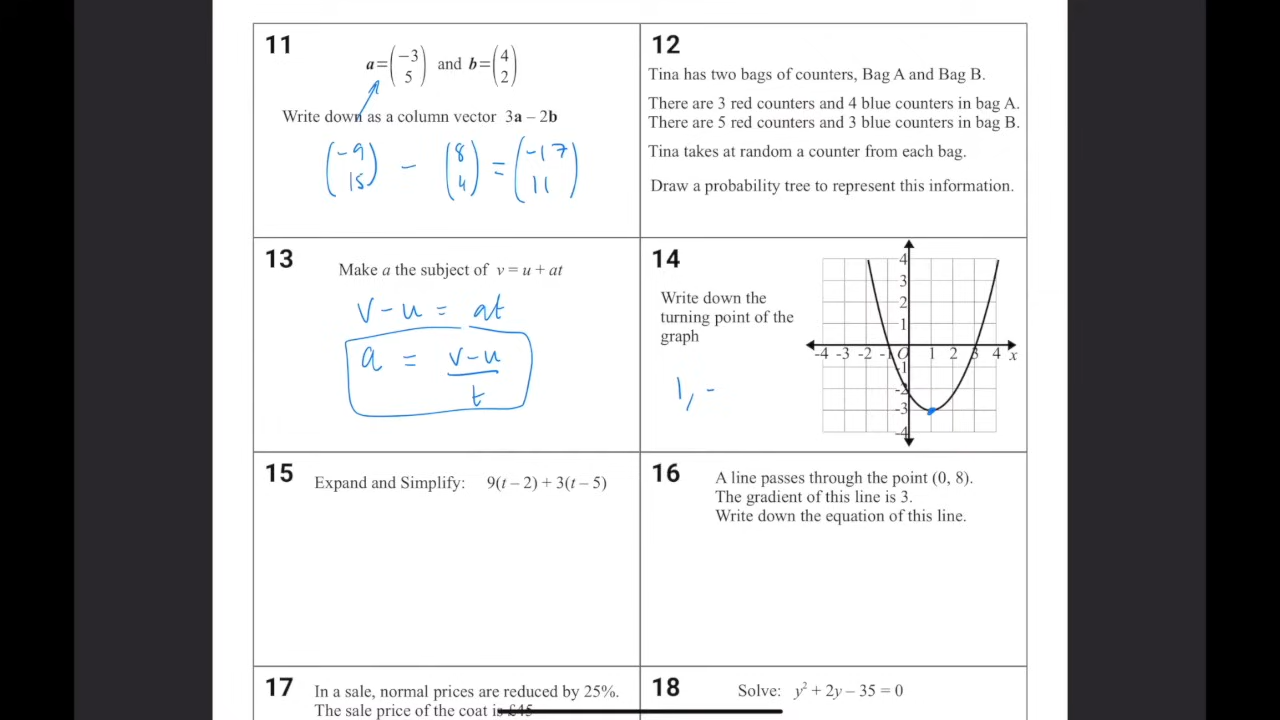 11
a=(-3 5) and b=(4 2)
Write down as a column vector 3a – 2b
(-9 15) - (8 4) = (-17 11)
12
Tina has two bags of counters, Bag A and Bag B.
There are 3 red counters and 4 blue counters in bag A.
There are 5 red counters and 3 blue counters in bag B.
Tina takes at random a counter from each bag.
Draw a probability tree to represent this information.
13
Make a the subject of v = u + at
v-u = at
a = v-u
t
14
Write down the
turning point of the
graph
1, -
4
3
2
1
-4 -3 -2 -1 O 1 2 3 4 x
-1
-2
-3
-4
15
Expand and Simplify: 9(t – 2) + 3(t – 5)
16
A line passes through the point (0, 8).
The gradient of this line is 3.
Write down the equation of this line.
17
In a sale, normal prices are reduced by 25%.
The sale price of the coat is £45
18
Solve: y² + 2y – 35 = 0